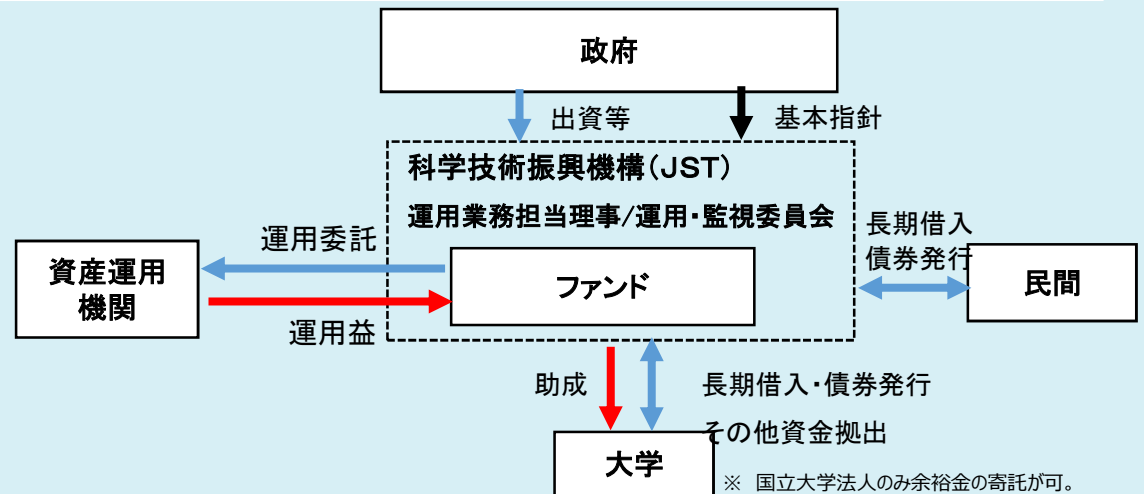 政府
出資等
基本指針
科学技術振興機構(JST)
運用業務担当理事/運用・監視委員会
運用委託
長期借入
債券発行
資産運用
機関
ファンド
民間
運用益
助成
長期借入・債券発行
その他資金拠出
大学
※ 国立大学法人のみ余裕金の寄託が可。